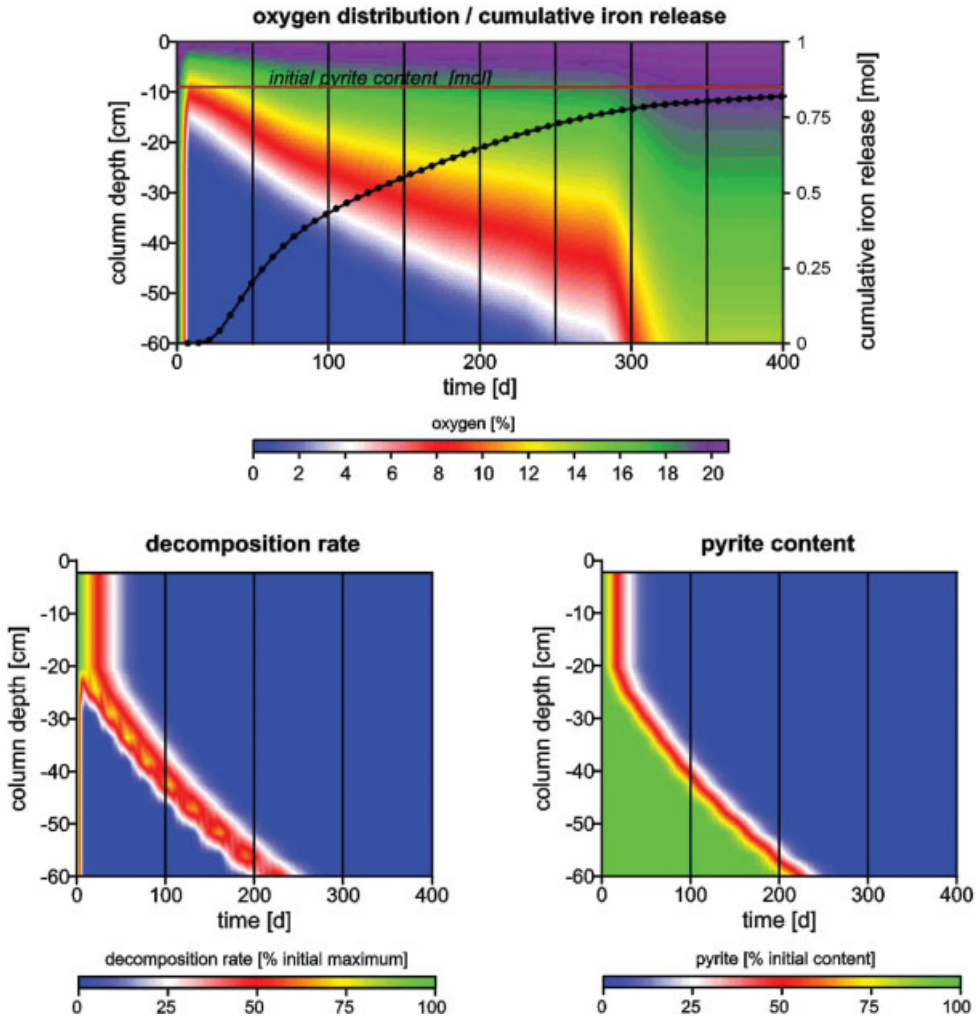 oxygen distribution / cumulative iron release
0
-10
-20
-30
-40
-50
-60
column depth [cm]
initial pyrite content [mol]
1
0.75
0.5
0.25
0
cumulative iron release [mol]
0 100 200 300 400
time [d]
oxygen [%]
0 2 4 6 8 10 12 14 16 18 20
decomposition rate
0
-10
-20
-30
-40
-50
-60
column depth [cm]
0 100 200 300 400
time [d]
decomposition rate [% initial maximum]
0 25 50 75 100
pyrite content
0
-10
-20
-30
-40
-50
-60
column depth [cm]
0 100 200 300 400
time [d]
pyrite [% initial content]
0 25 50 75 100